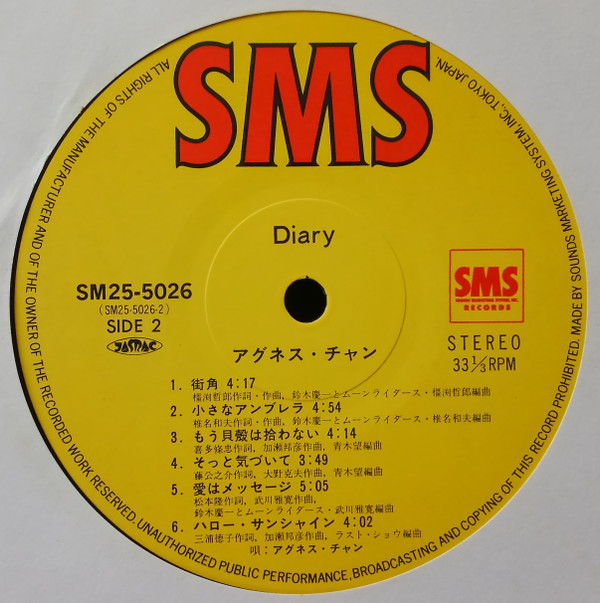 SMS
ALL RIGHTS OF THE MANUFACTURER AND OF THE OWNER OF THE RECORDED WORK RESERVED. UNAUTHORIZED PUBLIC PERFORMANCE, BROADCASTING AND COPYING OF THIS RECORD PROHIBITED. MADE BY SOUNDS MARKETING SYSTEM, INC., TOKYO JAPAN.
Diary
SM25-5026
(SM25-5026-2)
SIDE 2
JASRAC
SMS
SOUNDS MARKETING SYSTEM, INC.
RECORDS
STEREO
33⅓RPM
アグネス・チャン
1. 街角 4:17
橿渕哲郎作詞・作曲, 鈴木慶一とムーンライダース・橿渕哲郎編曲
2. 小さなアンブレラ 4:54
椎名和夫作詞・作曲, 鈴木慶一とムーンライダース・椎名和夫編曲
3. もう貝殻は拾わない 4:14
喜多條忠作詞, 加瀬邦彦作曲, 青木望編曲
4. そっと気づいて 3:49
藤公之介作詞, 大野克夫作曲, 青木望編曲
5. 愛はメッセージ 5:05
松本隆作詞, 武川雅寛作曲,
鈴木慶一とムーンライダース・武川雅寛編曲
6. ハロー・サンシャイン 4:02
三浦徳子作詞, 加瀬邦彦作曲, ラスト・ショウ編曲
唄：アグネス・チャン